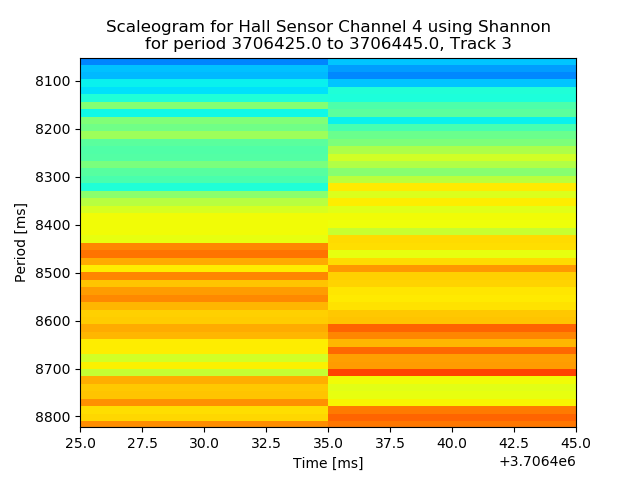 Scaleogram for Hall Sensor Channel 4 using Shannon
for period 3706425.0 to 3706445.0, Track 3
Period [ms]
8100
8200
8300
8400
8500
8600
8700
8800
25.0 27.5 30.0 32.5 35.0 37.5 40.0 42.5 45.0
Time [ms]
+3.7064e6